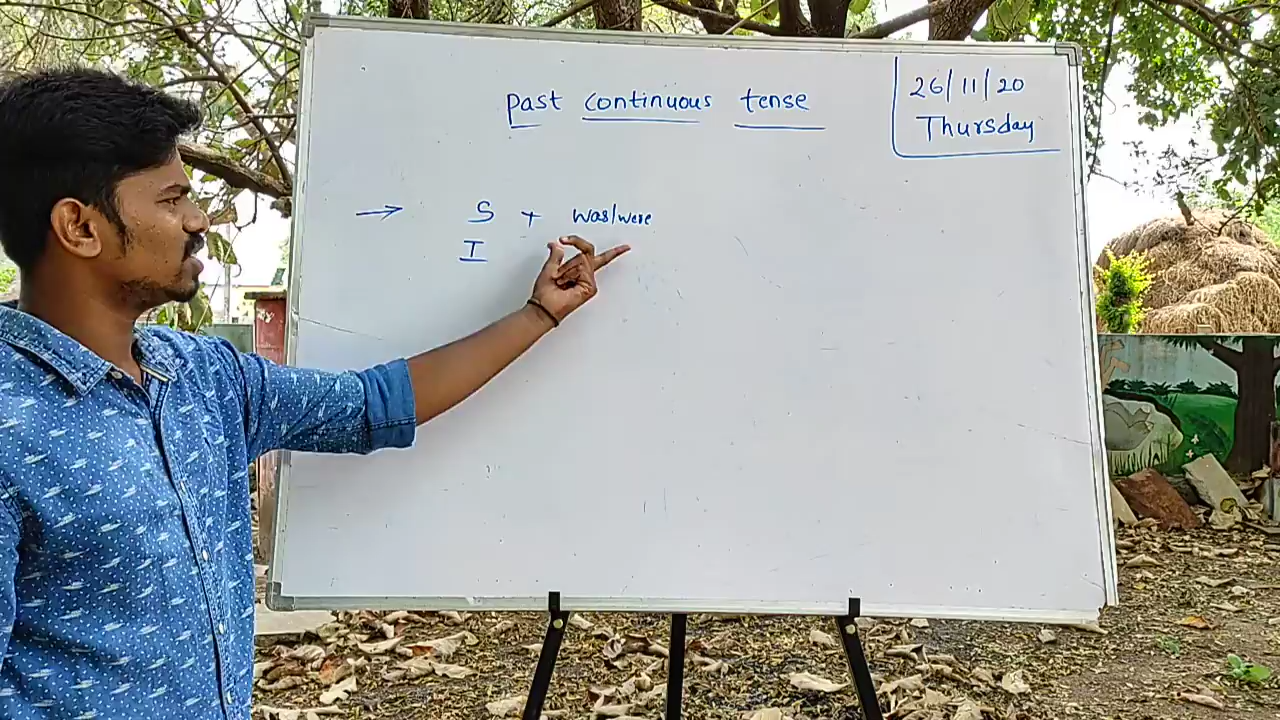 past continuous tense
26/11/20
Thursday
→ S + was/were
I